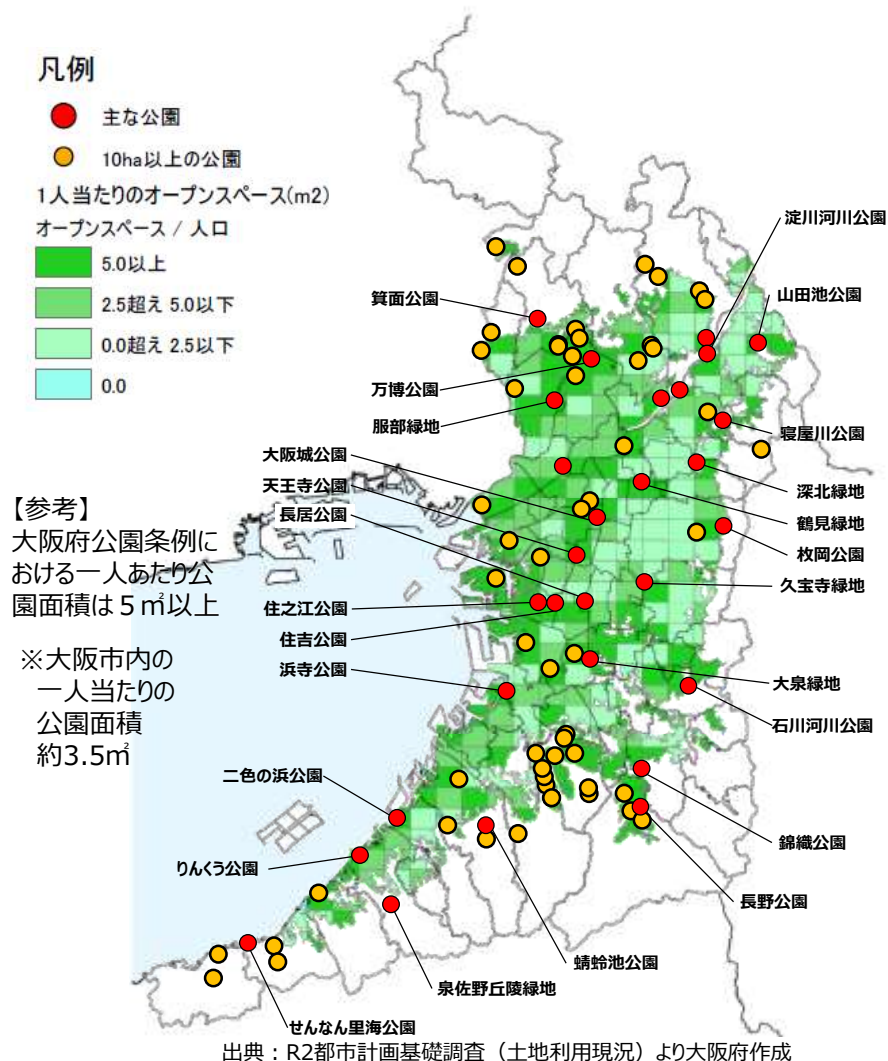 凡例
主な公園
10ha以上の公園
1人当たりのオープンスペース(m2)
オープンスペース / 人口
5.0以上
2.5超え 5.0以下
0.0超え 2.5以下
0.0
淀川河川公園
山田池公園
箕面公園
万博公園
服部緑地
寝屋川公園
大阪城公園
天王寺公園
長居公園
深北緑地
鶴見緑地
枚岡公園
久宝寺緑地
【参考】
大阪府公園条例に
おける一人あたり公
園面積は５㎡以上
住之江公園
住吉公園
浜寺公園
※大阪市内の
一人当たりの
公園面積
約3.5㎡
大泉緑地
石川河川公園
二色の浜公園
りんくう公園
錦織公園
長野公園
蜻蛉池公園
泉佐野丘陵緑地
せんなん里海公園
出典：R2都市計画基礎調査（土地利用現況）より大阪府作成